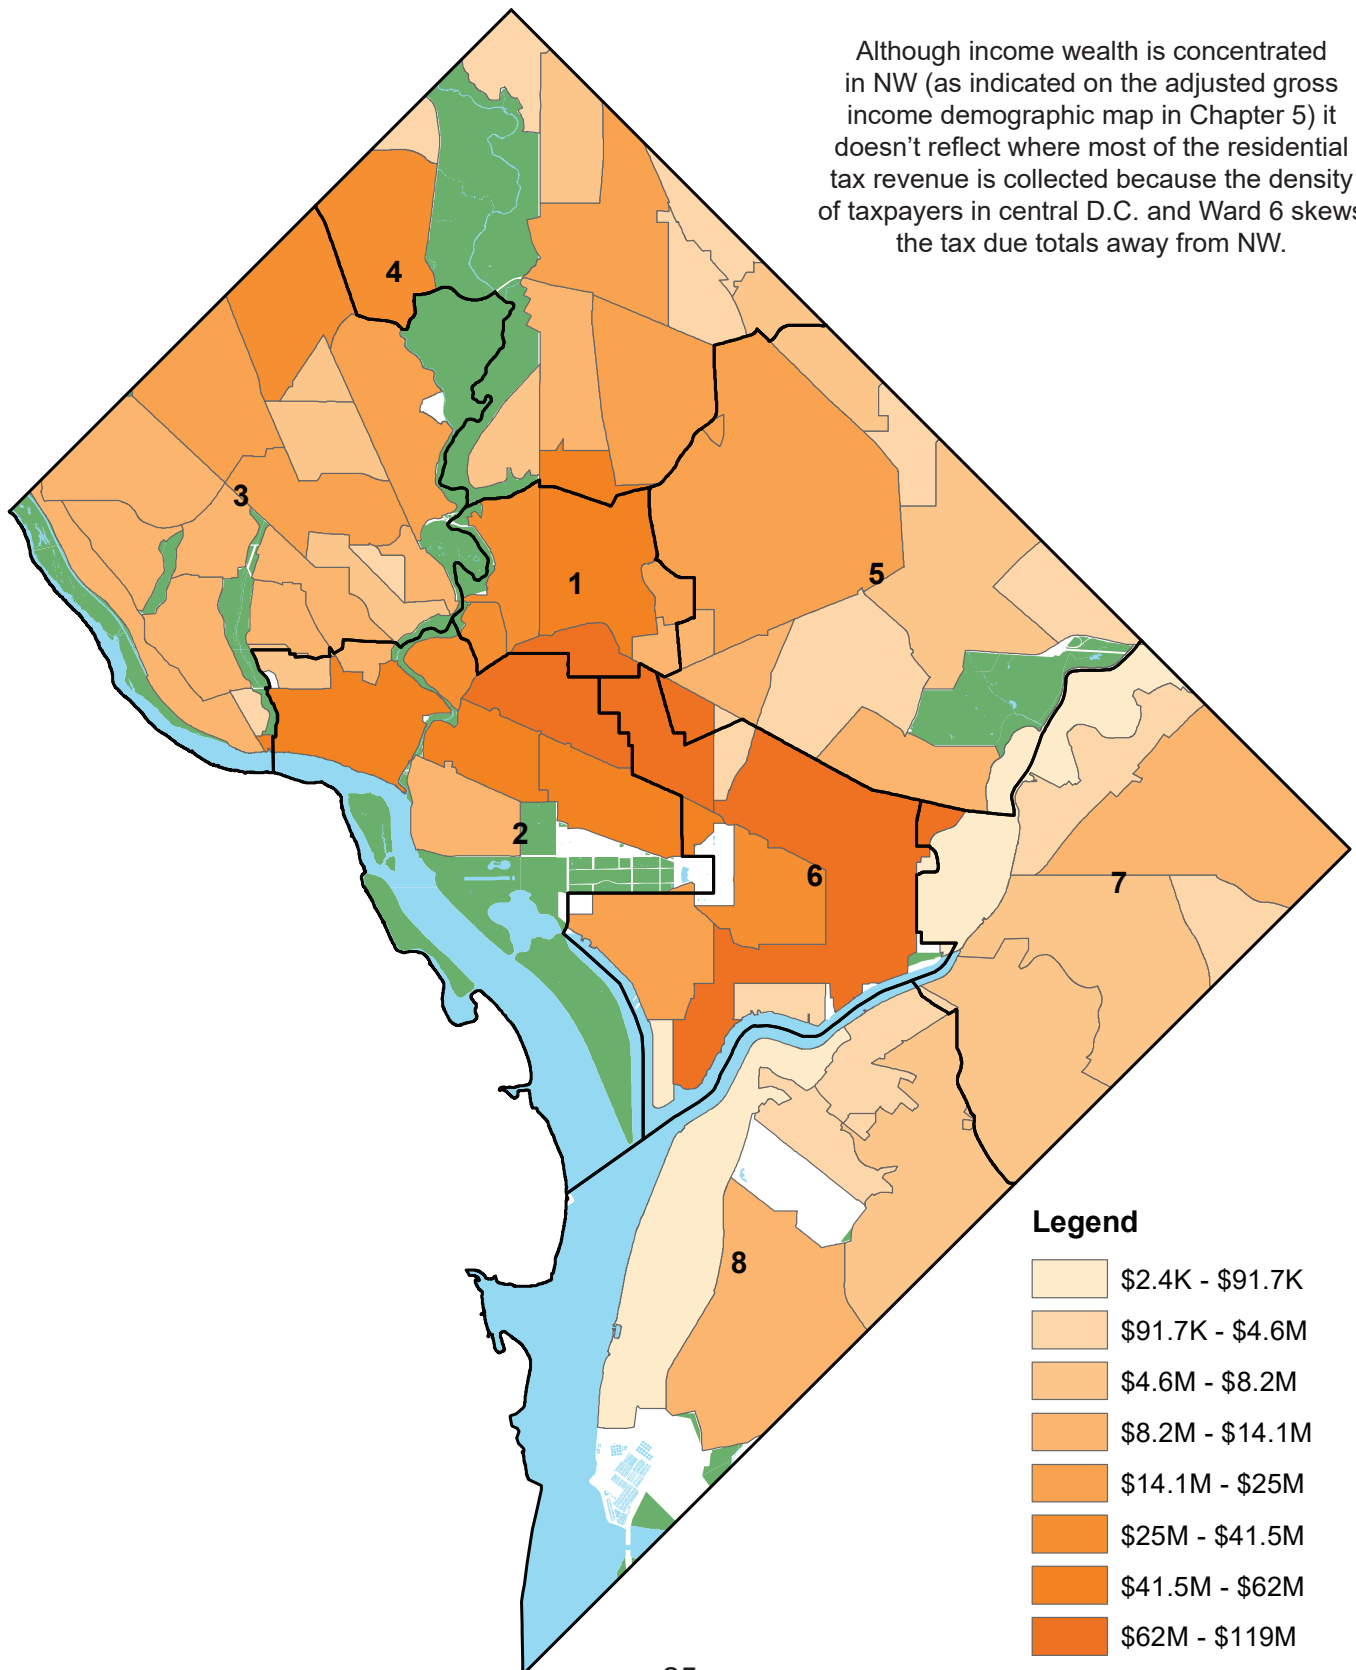 Although income wealth is concentrated
in NW (as indicated on the adjusted gross
income demographic map in Chapter 5) it
doesn't reflect where most of the residential
tax revenue is collected because the density
of taxpayers in central D.C. and Ward 6 skews
the tax due totals away from NW.
4
3
1
5
2
6
7
8
Legend
$2.4K - $91.7K
$91.7K - $4.6M
$4.6M - $8.2M
$8.2M - $14.1M
$14.1M - $25M
$25M - $41.5M
$41.5M - $62M
$62M - $119M